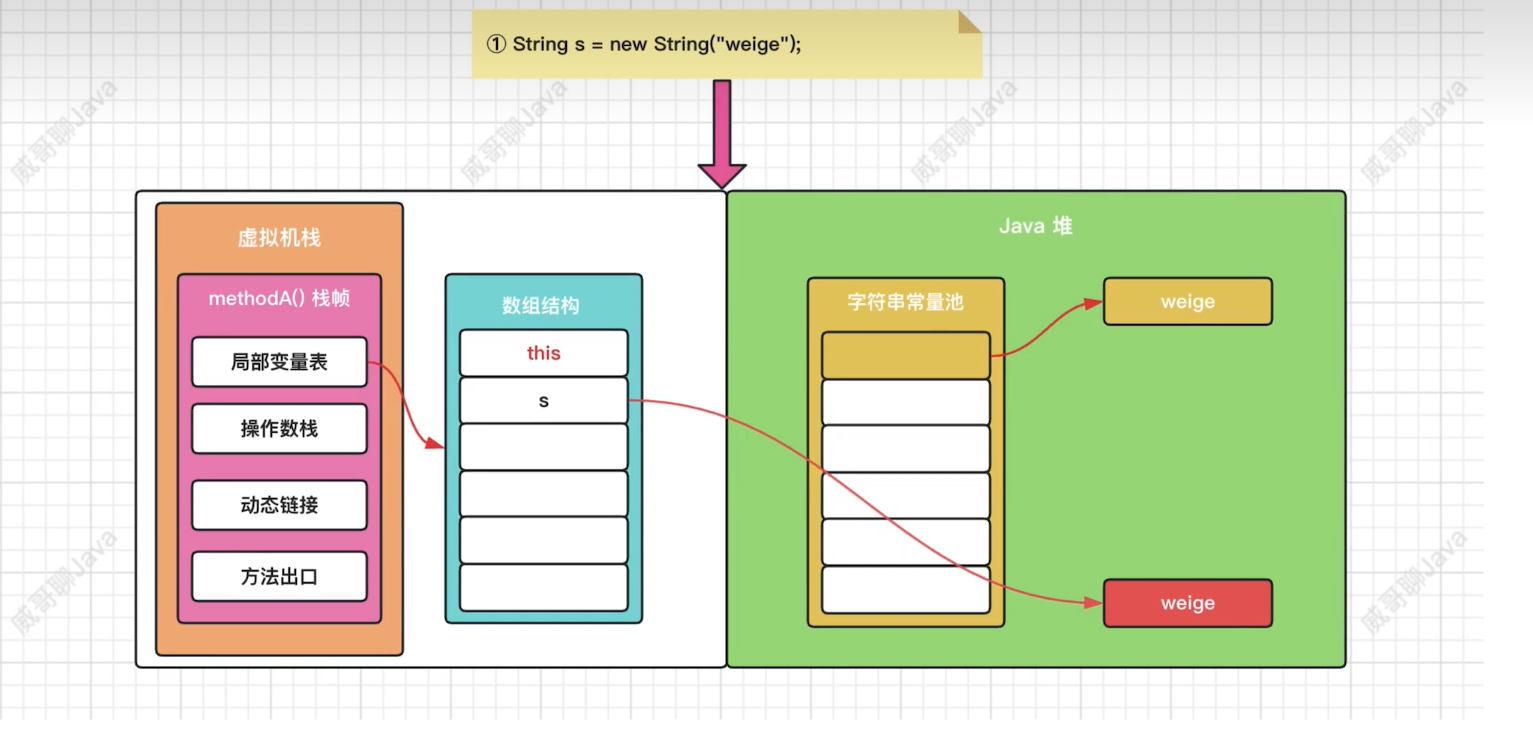 ① String s = new String("weige");
威哥聊Java
威哥聊Java
威哥聊Java
威哥聊Java
虚拟机栈
methodA() 栈帧
局部变量表
操作数栈
动态链接
方法出口
数组结构
this
s
Java 堆
字符串常量池
weige
weige
威哥聊Java
威哥聊Java